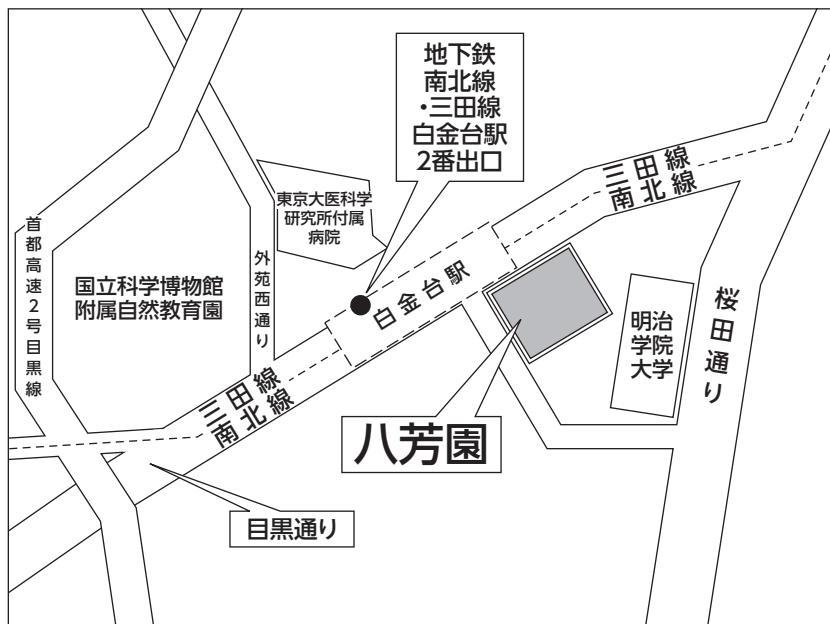 地下鉄
南北線
・三田線
白金台駅
2番出口
三田線
南北線
東京大医科学
研究所付属
病院
首都高速2号目黒線
国立科学博物館
附属自然教育園
外苑西通り
白金台駅
明治
学院
大学
桜田通り
三田線
南北線
八芳園
目黒通り